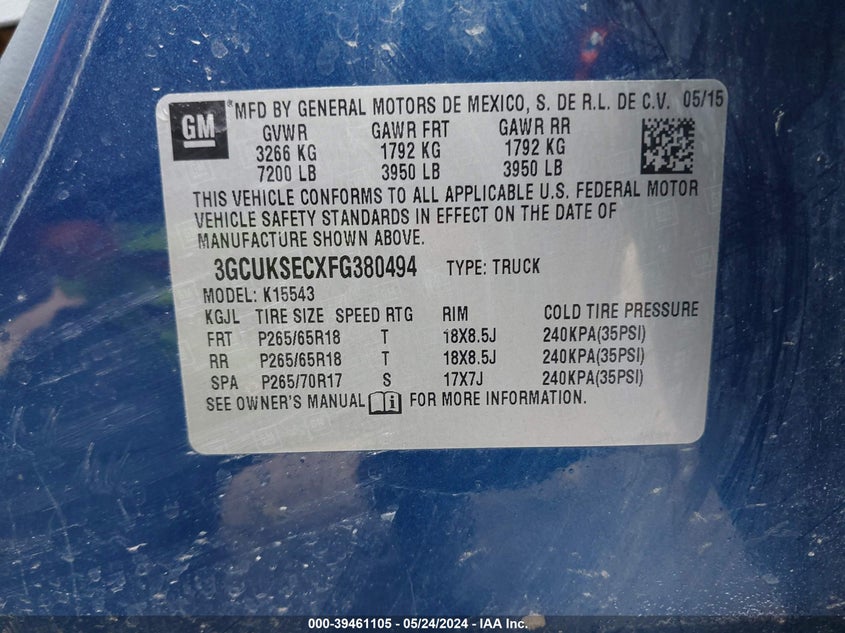 GM
®MFD BY GENERAL MOTORS DE MEXICO, S. DE R.L. DE C.V. 05/15
GVWR GAWR FRT GAWR RR
3266 KG 1792 KG 1792 KG
7200 LB 3950 LB 3950 LB
THIS VEHICLE CONFORMS TO ALL APPLICABLE U.S. FEDERAL MOTOR
VEHICLE SAFETY STANDARDS IN EFFECT ON THE DATE OF
MANUFACTURE SHOWN ABOVE.
3GCUKSECXFG380494 TYPE: TRUCK
MODEL: K15543
KGJL TIRE SIZE SPEED RTG RIM COLD TIRE PRESSURE
FRT P265/65R18 T 18X8.5J 240KPA(35PSI)
RR P265/65R18 T 18X8.5J 240KPA(35PSI)
SPA P265/70R17 S 17X7J 240KPA(35PSI)
SEE OWNER'S MANUAL i FOR MORE INFORMATION.
000-39461105 - 05/24/2024 - IAA Inc.